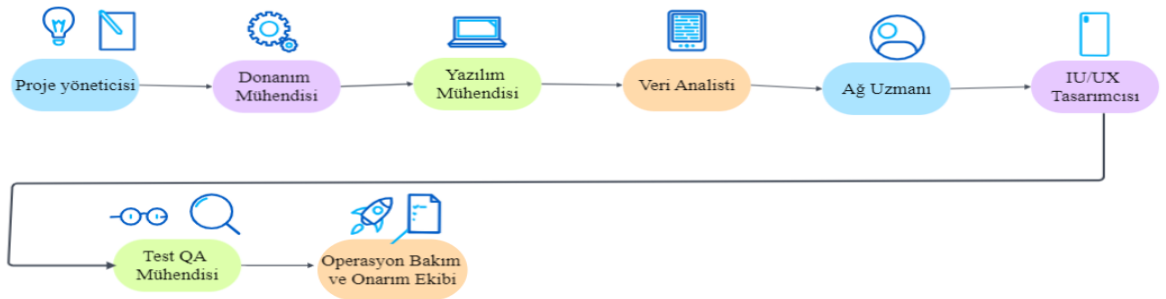 Proje yöneticisi
Donanım
Mühendisi
Yazılım
Mühendisi
Veri Analisti
Ağ Uzmanı
IU/UX
Tasarımcısı
Test QA
Mühendisi
Operasyon Bakım
ve Onarım Ekibi